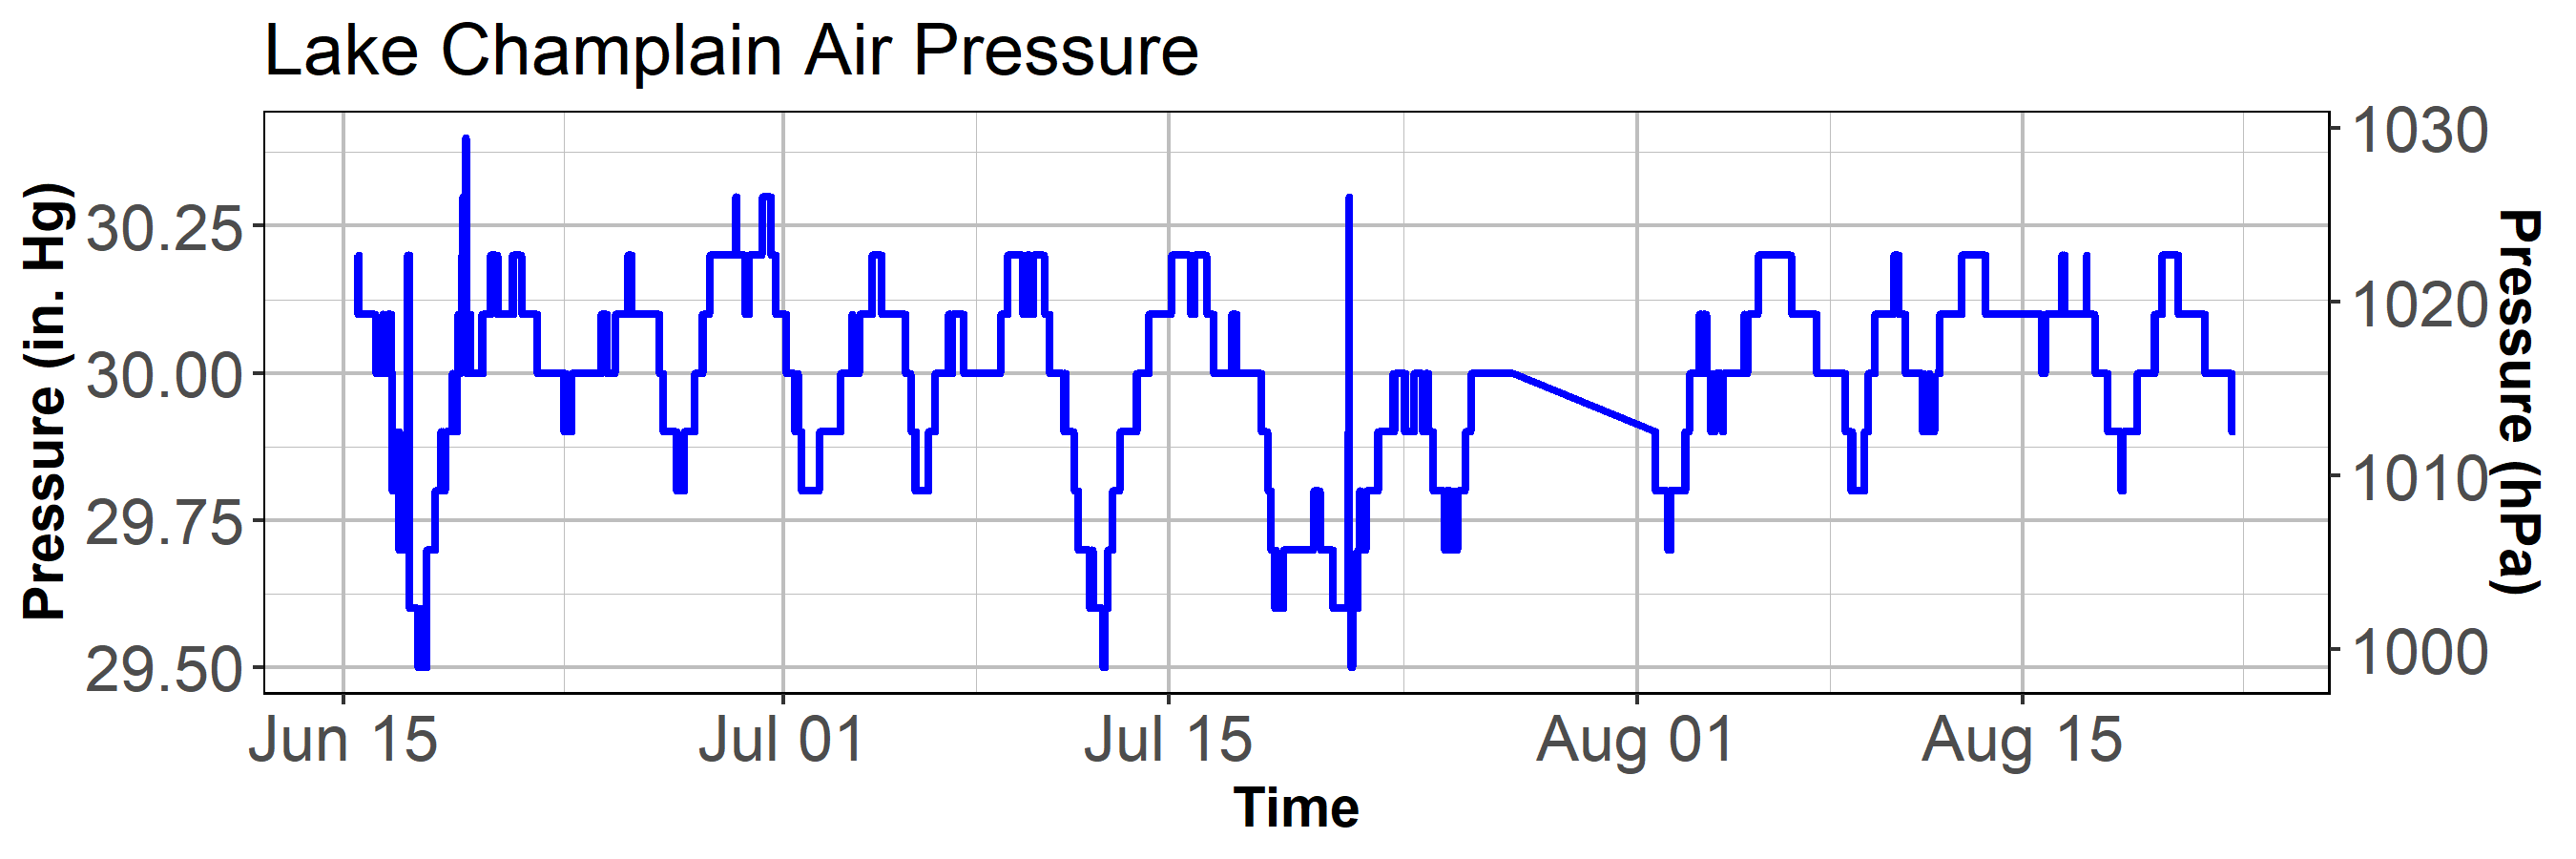 Lake Champlain Air Pressure
Pressure (in. Hg)
30.25
30.00
29.75
29.50
1030
1020
1010
1000
Pressure (hPa)
Jun 15
Jul 01
Jul 15
Aug 01
Aug 15
Time